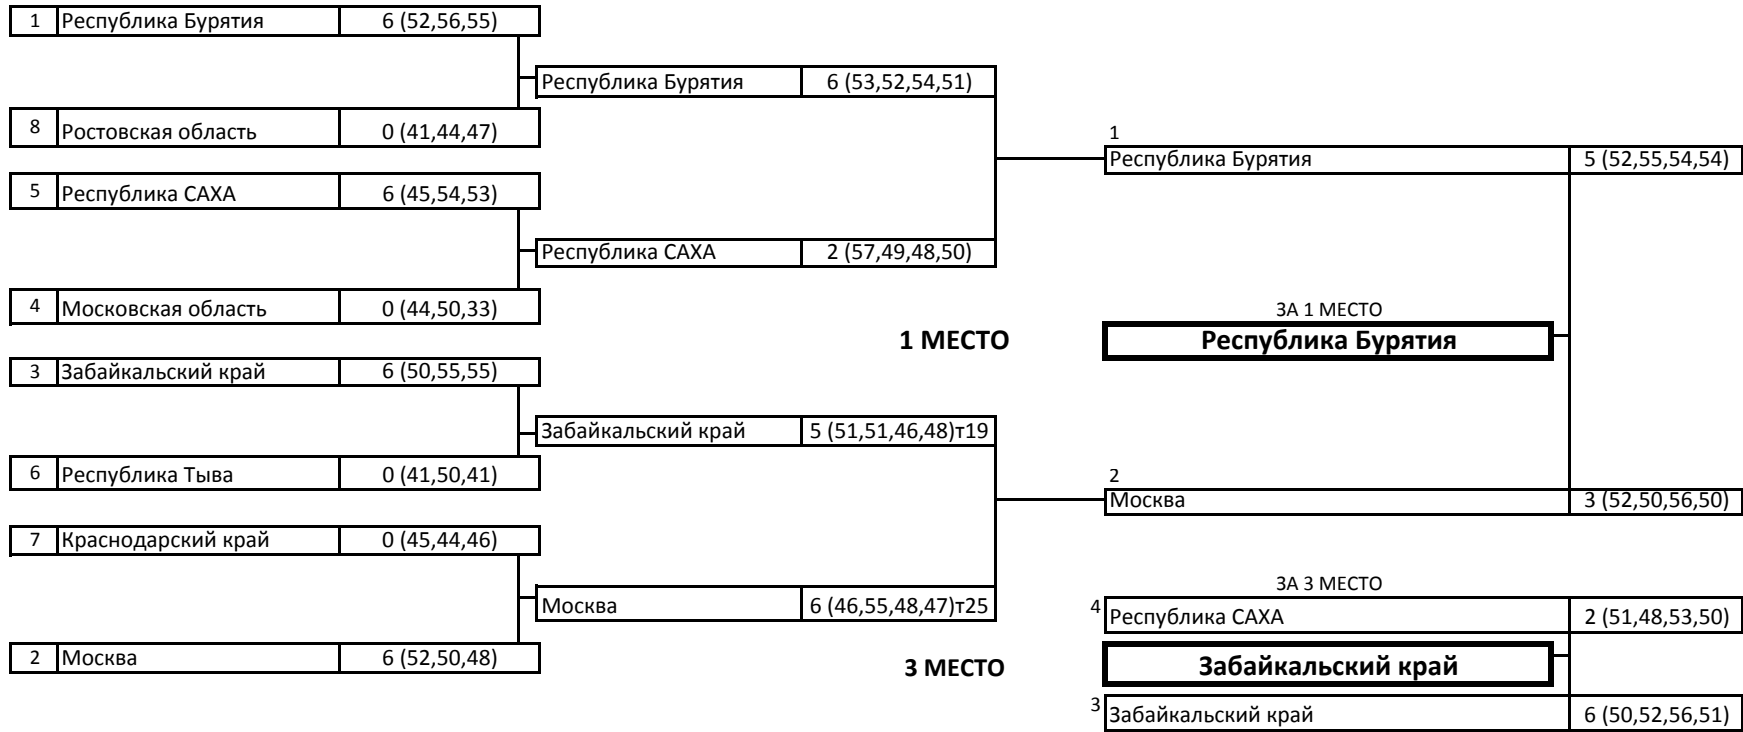 1 Республика Бурятия 6 (52,56,55)
Республика Бурятия 6 (53,52,54,51)
8 Ростовская область 0 (41,44,47)
1
Республика Бурятия 5 (52,55,54,54)
5 Республика САХА 6 (45,54,53)
Республика САХА 2 (57,49,48,50)
4 Московская область 0 (44,50,33)
ЗА 1 МЕСТО
1 МЕСТО Республика Бурятия
3 Забайкальский край 6 (50,55,55)
Забайкальский край 5 (51,51,46,48)т19
6 Республика Тыва 0 (41,50,41)
2
Москва 3 (52,50,56,50)
7 Краснодарский край 0 (45,44,46)
ЗА 3 МЕСТО
Москва 6 (46,55,48,47)т25
4 Республика САХА 2 (51,48,53,50)
2 Москва 6 (52,50,48)
3 МЕСТО Забайкальский край
3 Забайкальский край 6 (50,52,56,51)